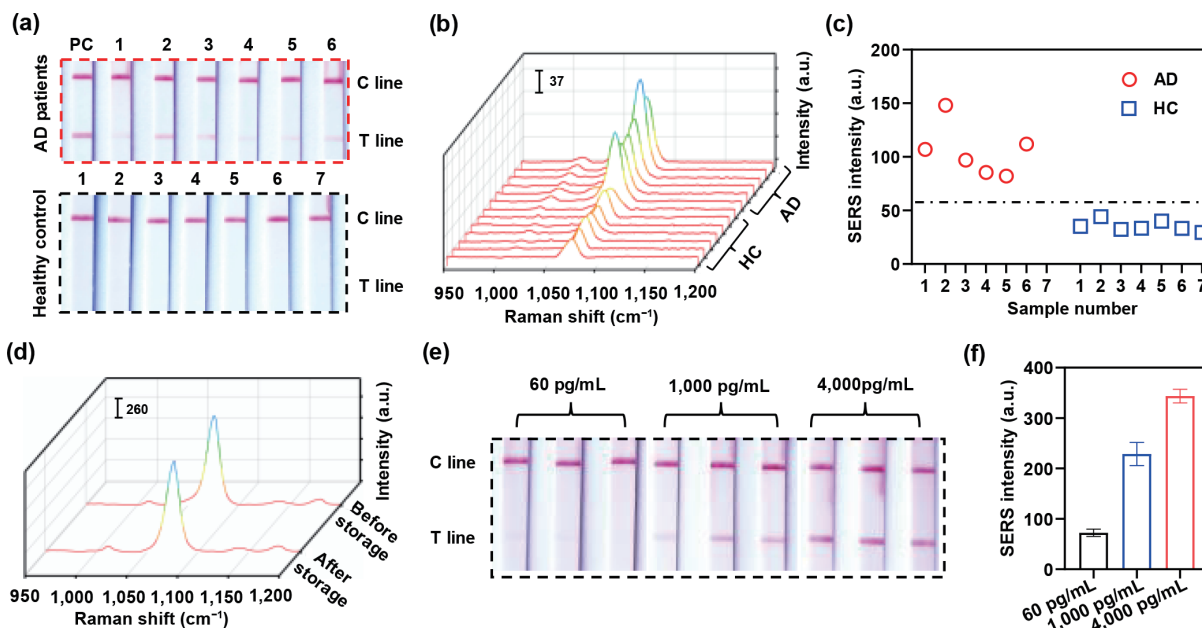 (a)
PC 1 2 3 4 5 6
AD patients
C line
T line
1 2 3 4 5 6 7
Healthy control
C line
T line
(b)
37
Intensity (a.u.)
AD
HC
950 1,000 1,050 1,100 1,150 1,200
Raman shift (cm⁻¹)
(c)
SERS intensity (a.u.)
200
150
100
50
0
AD
HC
1 2 3 4 5 6 7 1 2 3 4 5 6 7
Sample number
(d)
260
Intensity (a.u.)
Before
storage
After
storage
950 1,000 1,050 1,100 1,150 1,200
Raman shift (cm⁻¹)
(e)
60 pg/mL 1,000 pg/mL 4,000pg/mL
C line
T line
(f)
SERS intensity (a.u.)
400
300
200
100
0
60 pg/mL
1,000 pg/mL
4,000 pg/mL